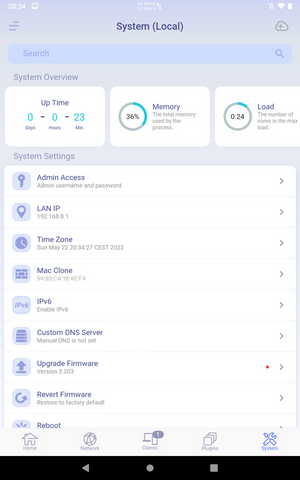 20:34
System (Local)
Search
System Overview
Up Time
0 - 0 - 23
Days Hours Min
36%
Memory
The total memory
used by the
process.
0.24
Load
The number of
cores is the max
load.
System Settings
Admin Access
Admin username and password
LAN IP
192.168.8.1
Time Zone
Sun May 22 20:34:27 CEST 2022
Mac Clone
IPv6
IPv6
Enable IPv6
Custom DNS Server
Manual DNS is not set
Upgrade Firmware
Version 3.203
Revert Firmware
Restore to factory default
Reboot
1
Home Network Clients Plugins System